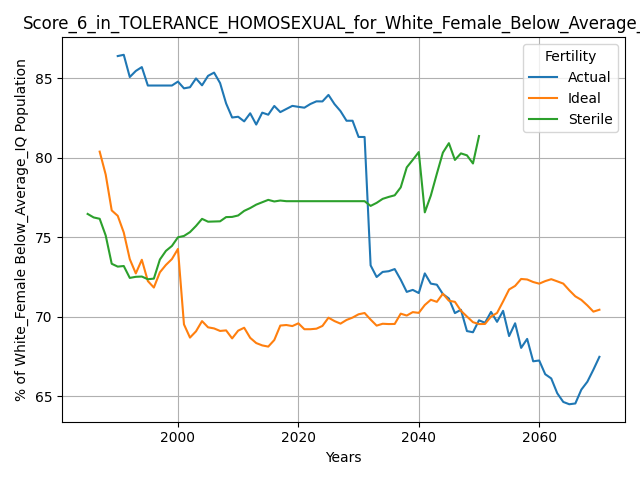 Score_6_in_TOLERANCE_HOMOSEXUAL_for_White_Female_Below_Average_
Fertility
Actual
Ideal
Sterile
% of White_Female Below_Average_IQ Population
85
80
75
70
65
2000
2020
2040
2060
Years